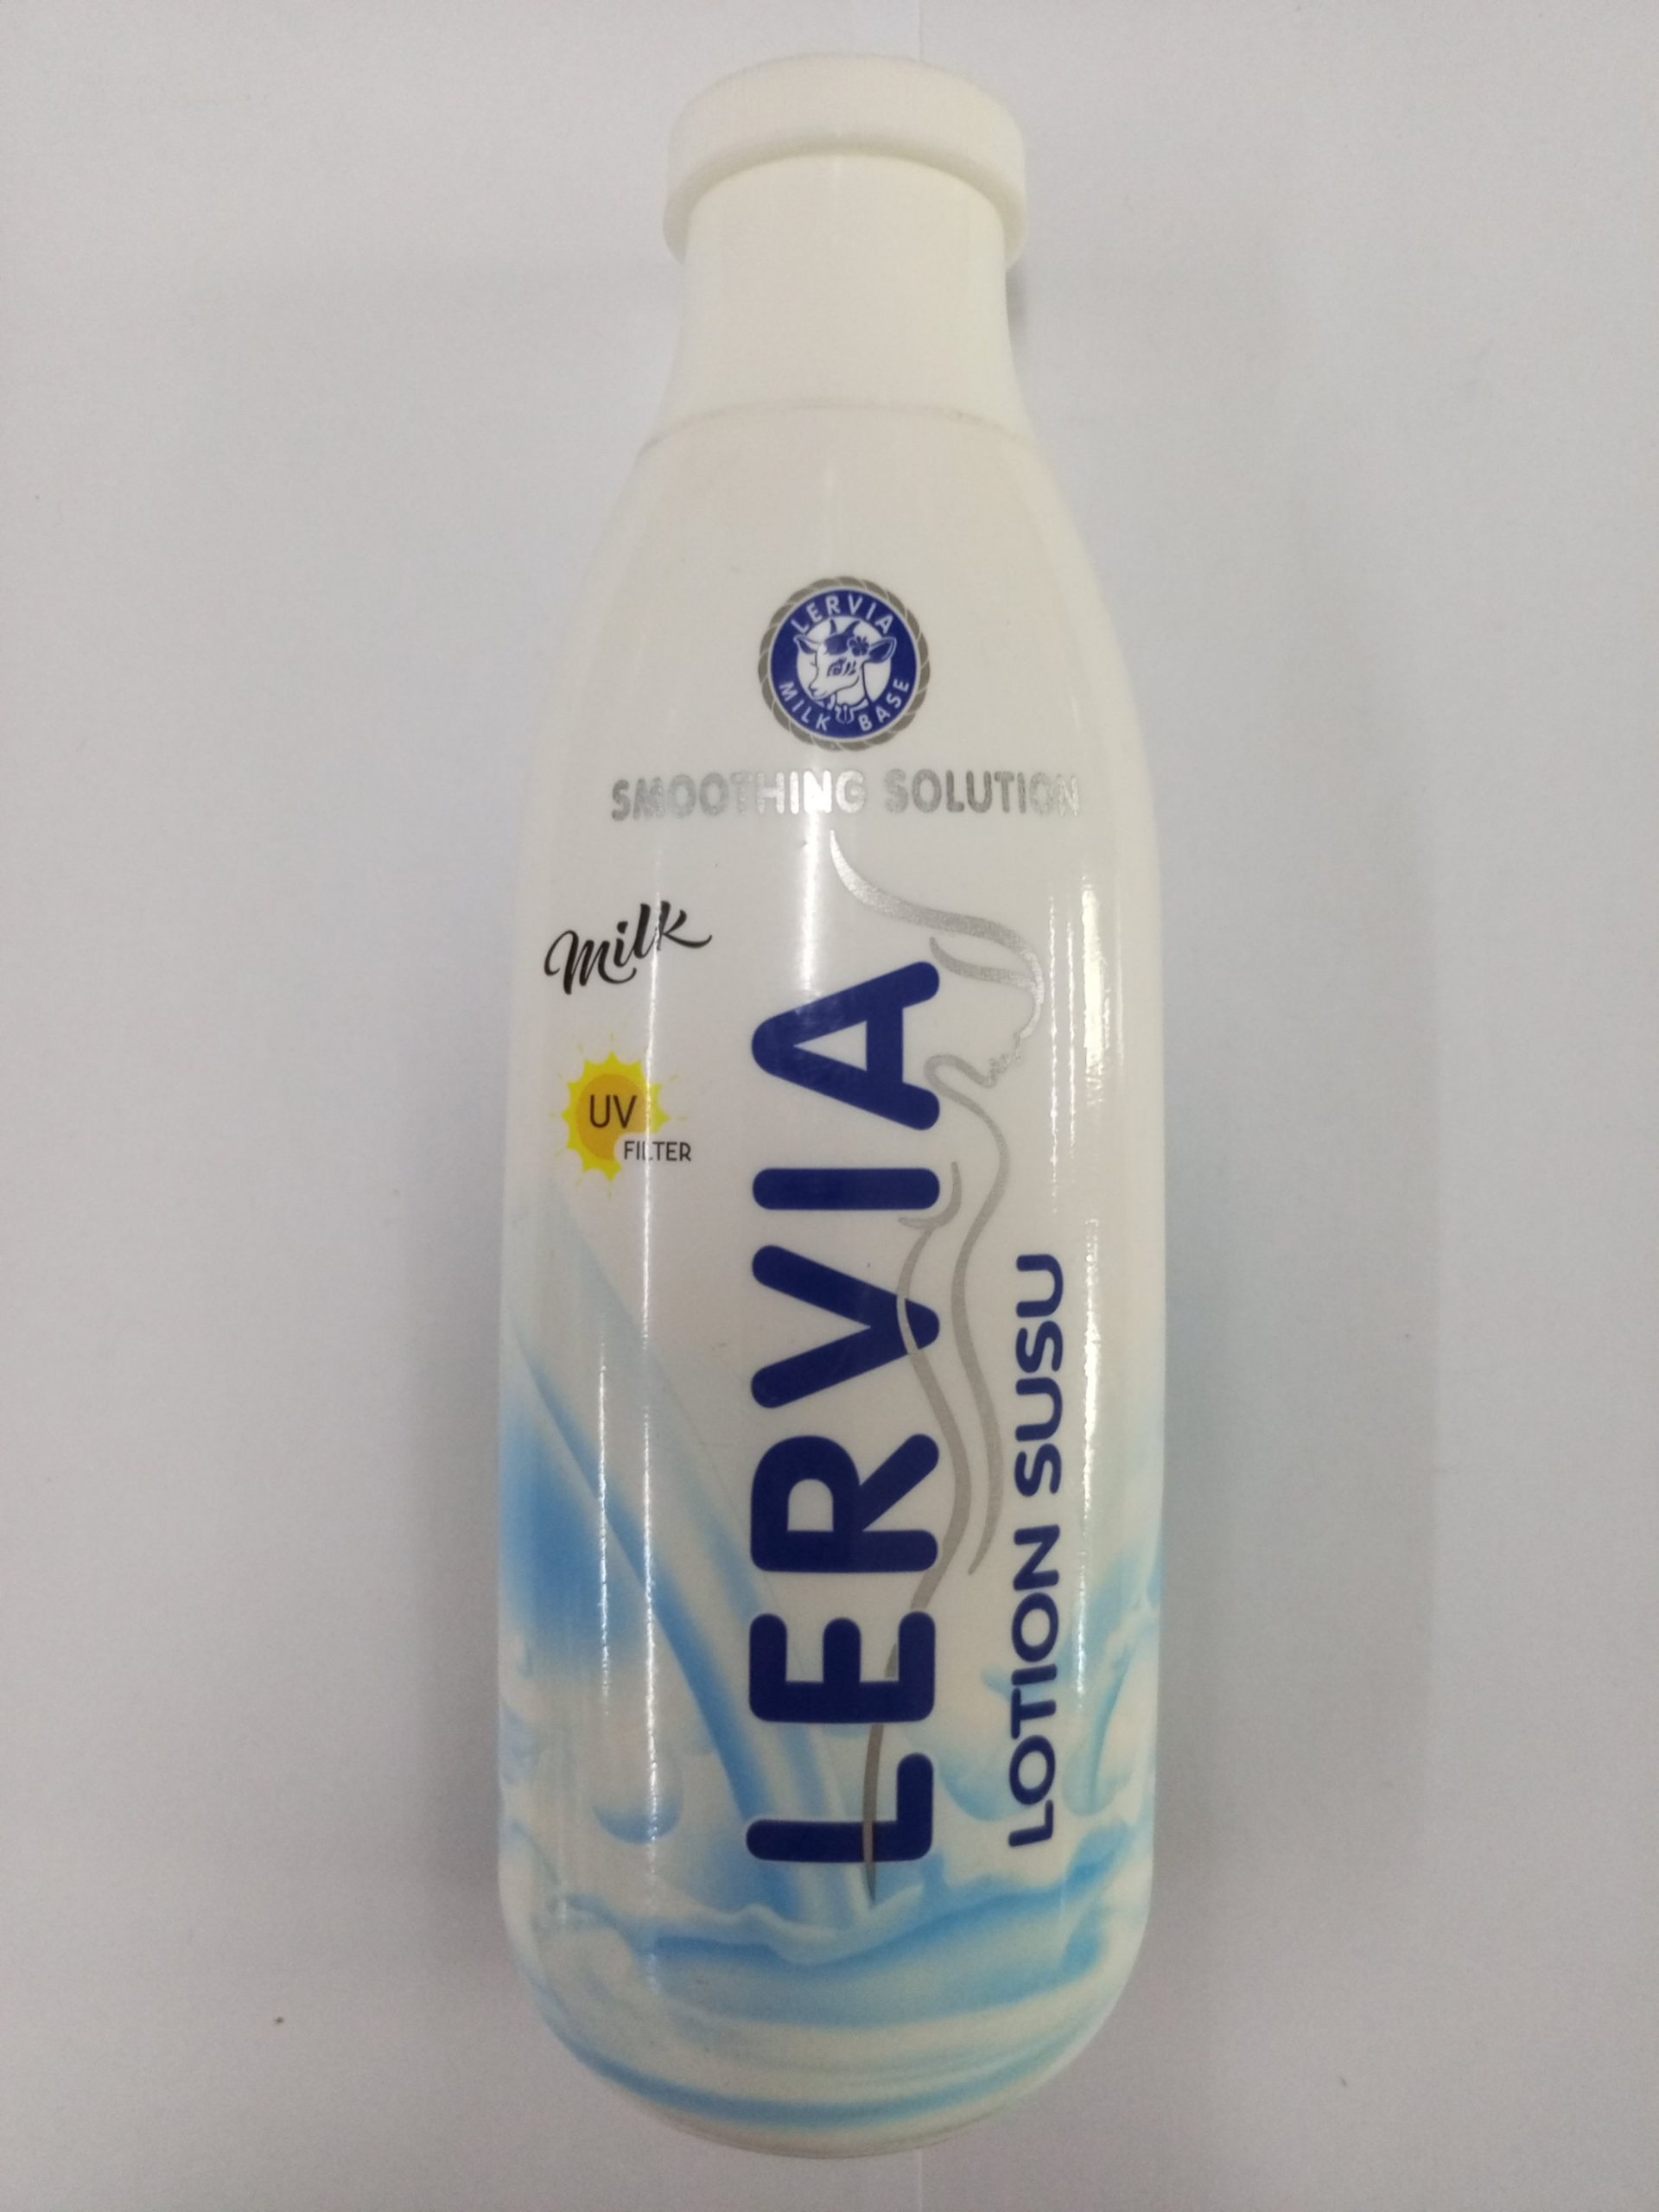 LERVIA
MILK BASE
SMOOTHING SOLUTION
Milk
UV
FILTER
LERVIA
LOTION SUSU